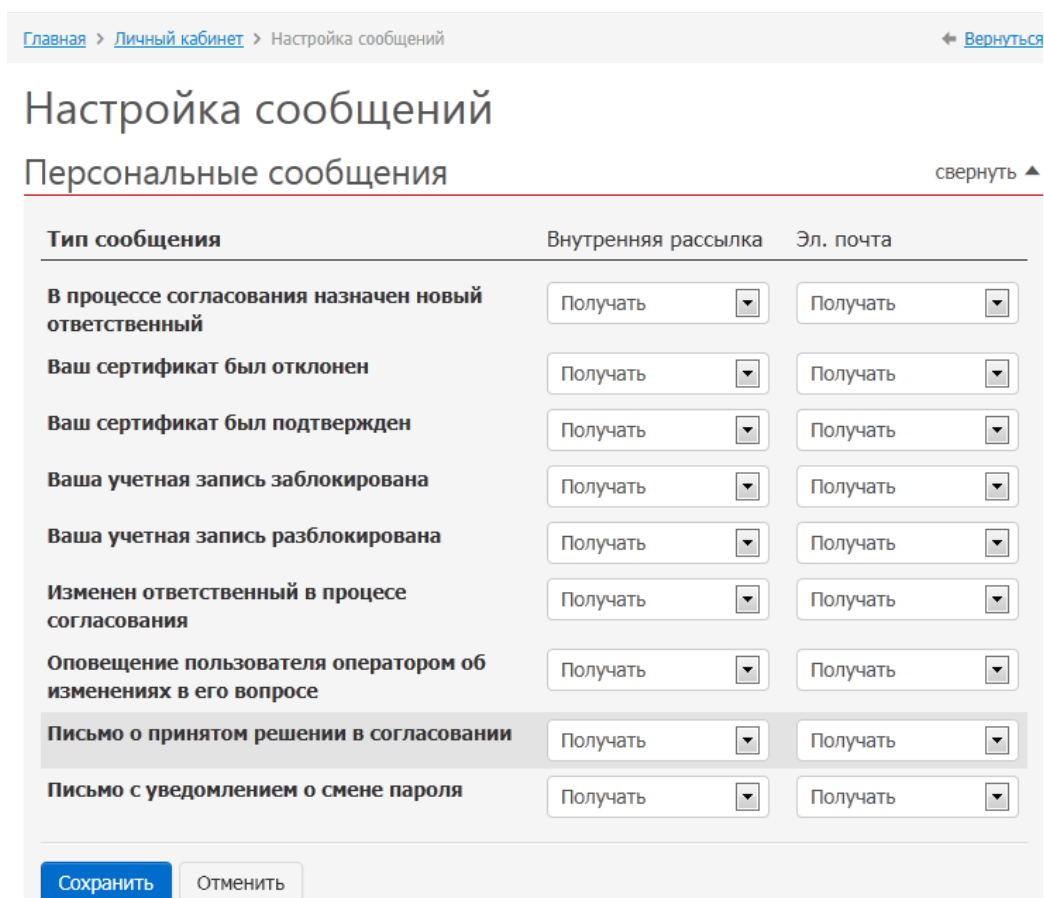 Главная > Личный кабинет > Настройка сообщений Вернуться
Настройка сообщений
Персональные сообщения свернуть
Тип сообщения Внутренняя рассылка Эл. почта
В процессе согласования назначен новый
ответственный Получать Получать
Ваш сертификат был отклонен Получать Получать
Ваш сертификат был подтвержден Получать Получать
Ваша учетная запись заблокирована Получать Получать
Ваша учетная запись разблокирована Получать Получать
Изменен ответственный в процесе
согласования Получать Получать
Оповещение пользователя оператором об
изменениях в его вопросе Получать Получать
Письмо о принятом решении в согласовании Получать Получать
Письмо с уведомлением о смене пароля Получать Получать
Сохранить Отменить